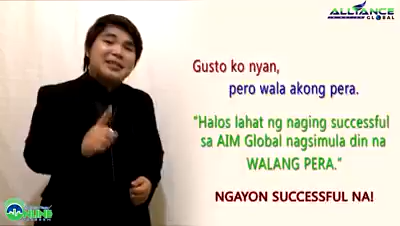 ALLIANCE
GLOBAL
Gusto ko nyan,
pero wala akong pera.
“Halos lahat ng naging successful
sa AIM Global nagsimula din na
WALANG PERA.”
NGAYON SUCCESSFUL NA!